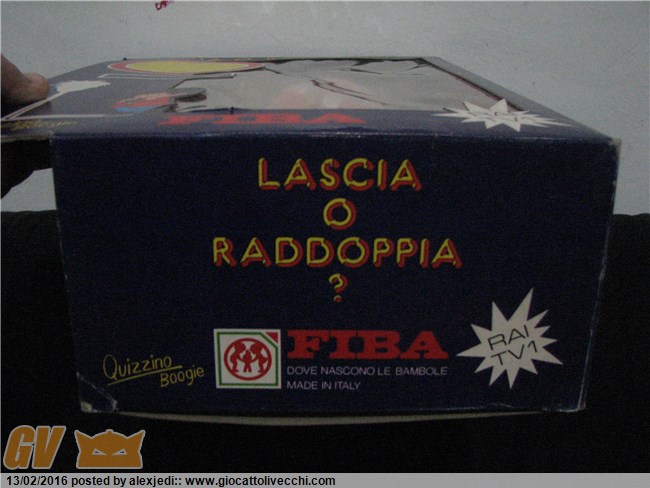 FIBA
LASCIA
O
RADDOPPIA
?
Quizzino
Boogie
FIBA
DOVE NASCONO LE BAMBOLE
MADE IN ITALY
RAI
TV1
GV
13/02/2016 posted by alexjedi:: www.giocattolivecchi.com